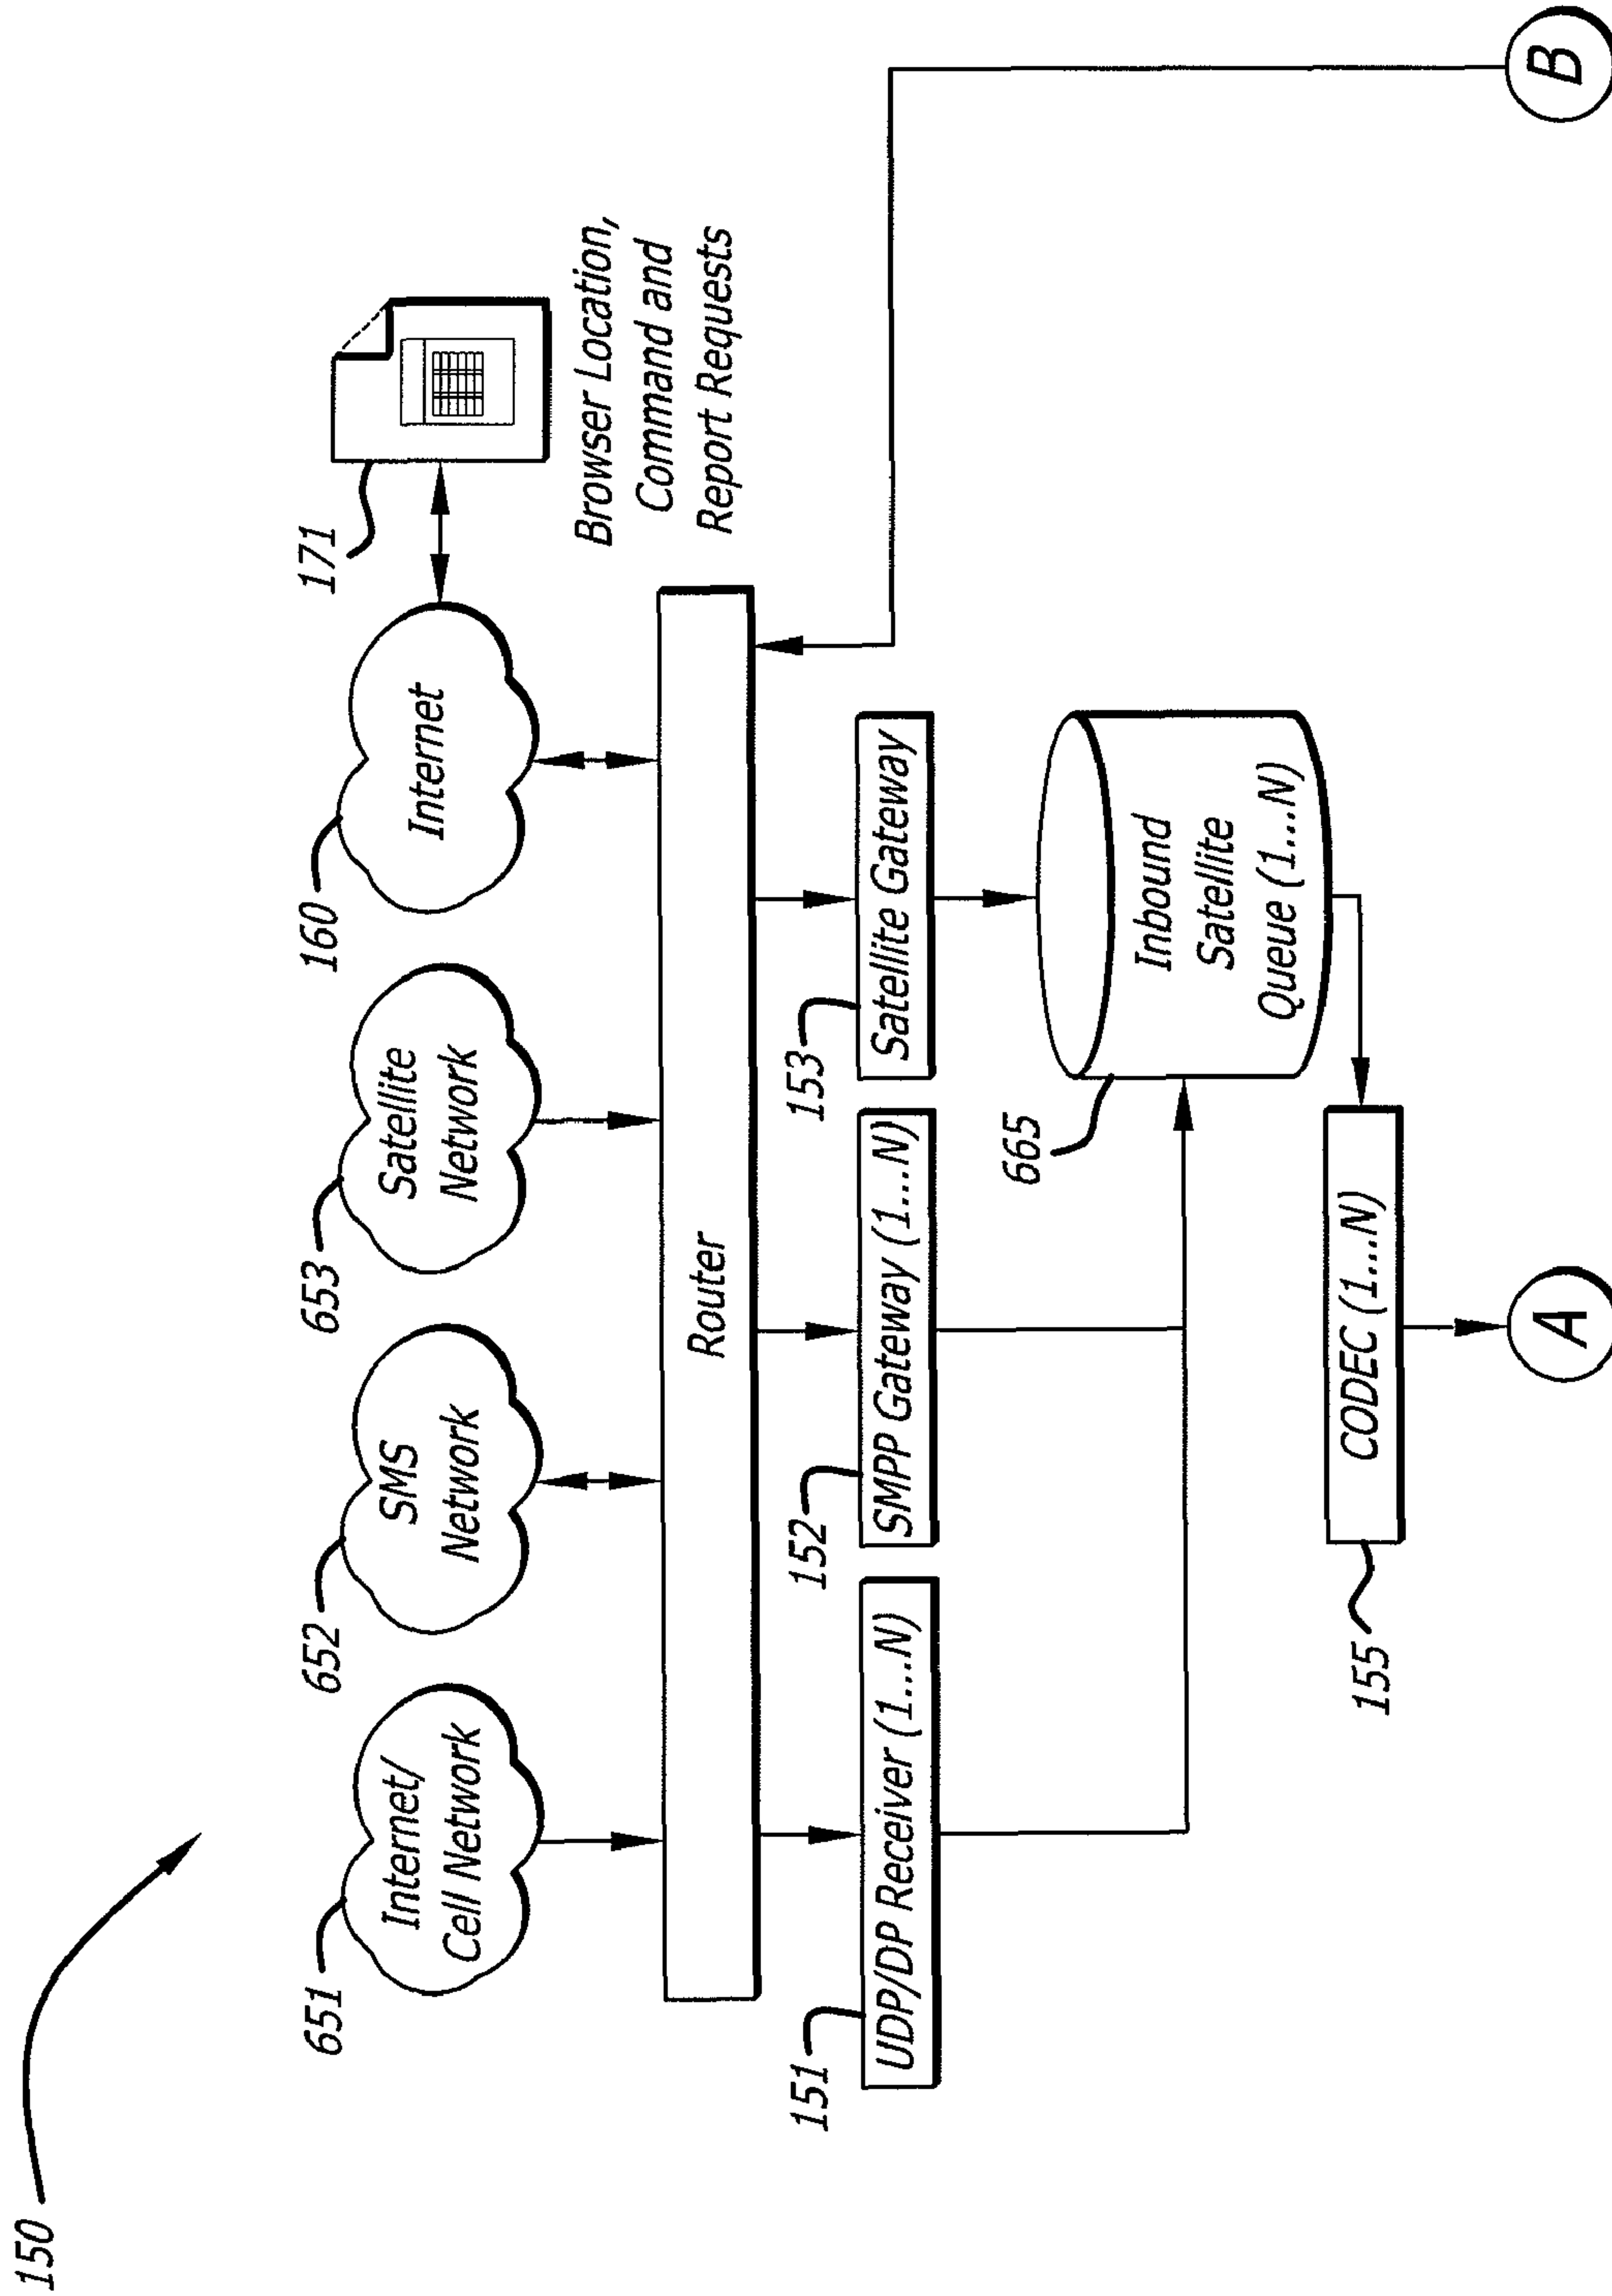 150
651
652
653
160
171
Internet/
Cell Network
SMS
Network
Satellite
Network
Internet
Browser Location,
Command and
Report Requests
Router
151
152
153
UDP/DP Receiver (1...N)
SMPP Gateway (1...N)
Satellite Gateway
665
Inbound
Satellite
Queue (1...N)
155
CODEC (1...N)
A
B